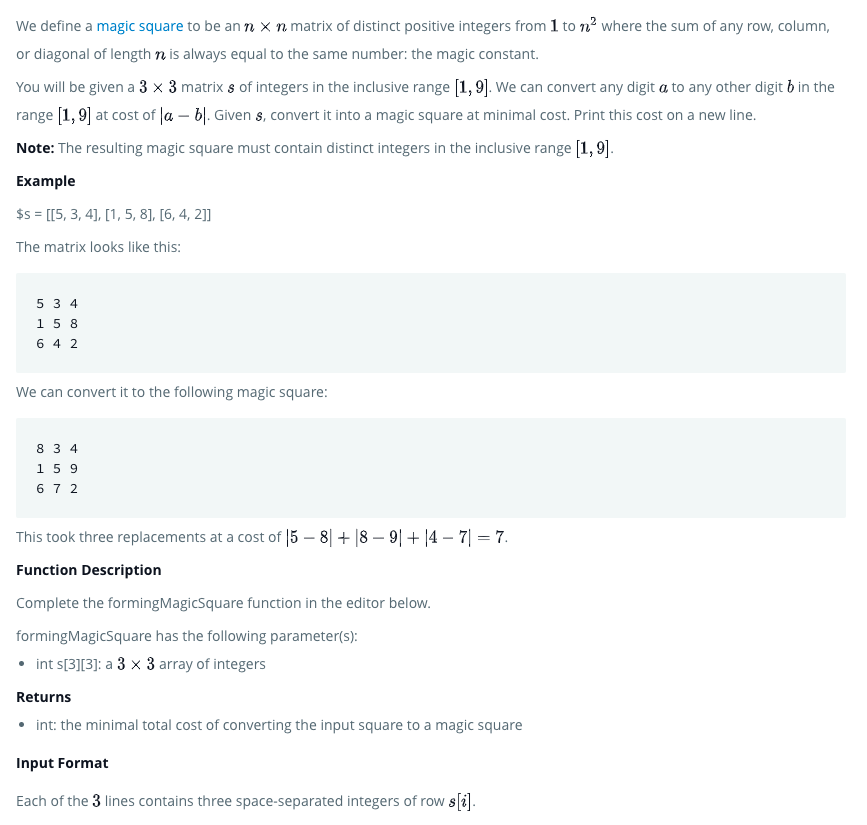 We define a magic square to be an n × n matrix of distinct positive integers from 1 to n² where the sum of any row, column,
or diagonal of length n is always equal to the same number: the magic constant.
You will be given a 3 × 3 matrix s of integers in the inclusive range [1, 9]. We can convert any digit a to any other digit b in the
range [1, 9] at cost of |a − b|. Given s, convert it into a magic square at minimal cost. Print this cost on a new line.
Note: The resulting magic square must contain distinct integers in the inclusive range [1, 9].
Example
$s = [[5, 3, 4], [1, 5, 8], [6, 4, 2]]
The matrix looks like this:
5 3 4
1 5 8
6 4 2
We can convert it to the following magic square:
8 3 4
1 5 9
6 7 2
This took three replacements at a cost of |5 − 8| + |8 − 9| + |4 − 7| = 7.
Function Description
Complete the formingMagicSquare function in the editor below.
formingMagicSquare has the following parameter(s):
• int s[3][3]: a 3 × 3 array of integers
Returns
• int: the minimal total cost of converting the input square to a magic square
Input Format
Each of the 3 lines contains three space-separated integers of row s[i].